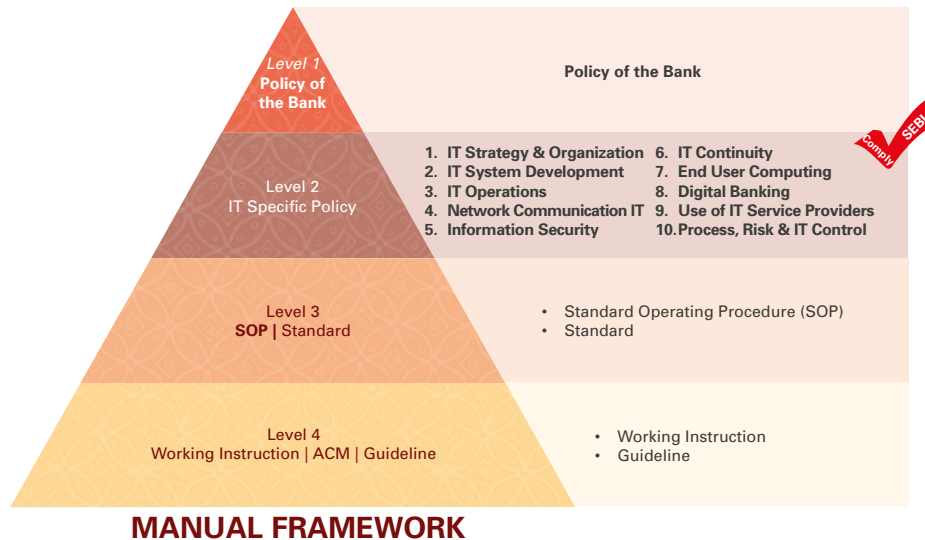 Level 1
Policy of
the Bank
Policy of the Bank
Level 2
IT Specific Policy
1. IT Strategy & Organization
2. IT System Development
3. IT Operations
4. Network Communication IT
5. Information Security
6. IT Continuity
7. End User Computing
8. Digital Banking
9. Use of IT Service Providers
10. Process, Risk & IT Control
Comply
SEBI
Level 3
SOP | Standard
• Standard Operating Procedure (SOP)
• Standard
Level 4
Working Instruction | ACM | Guideline
• Working Instruction
• Guideline
MANUAL FRAMEWORK